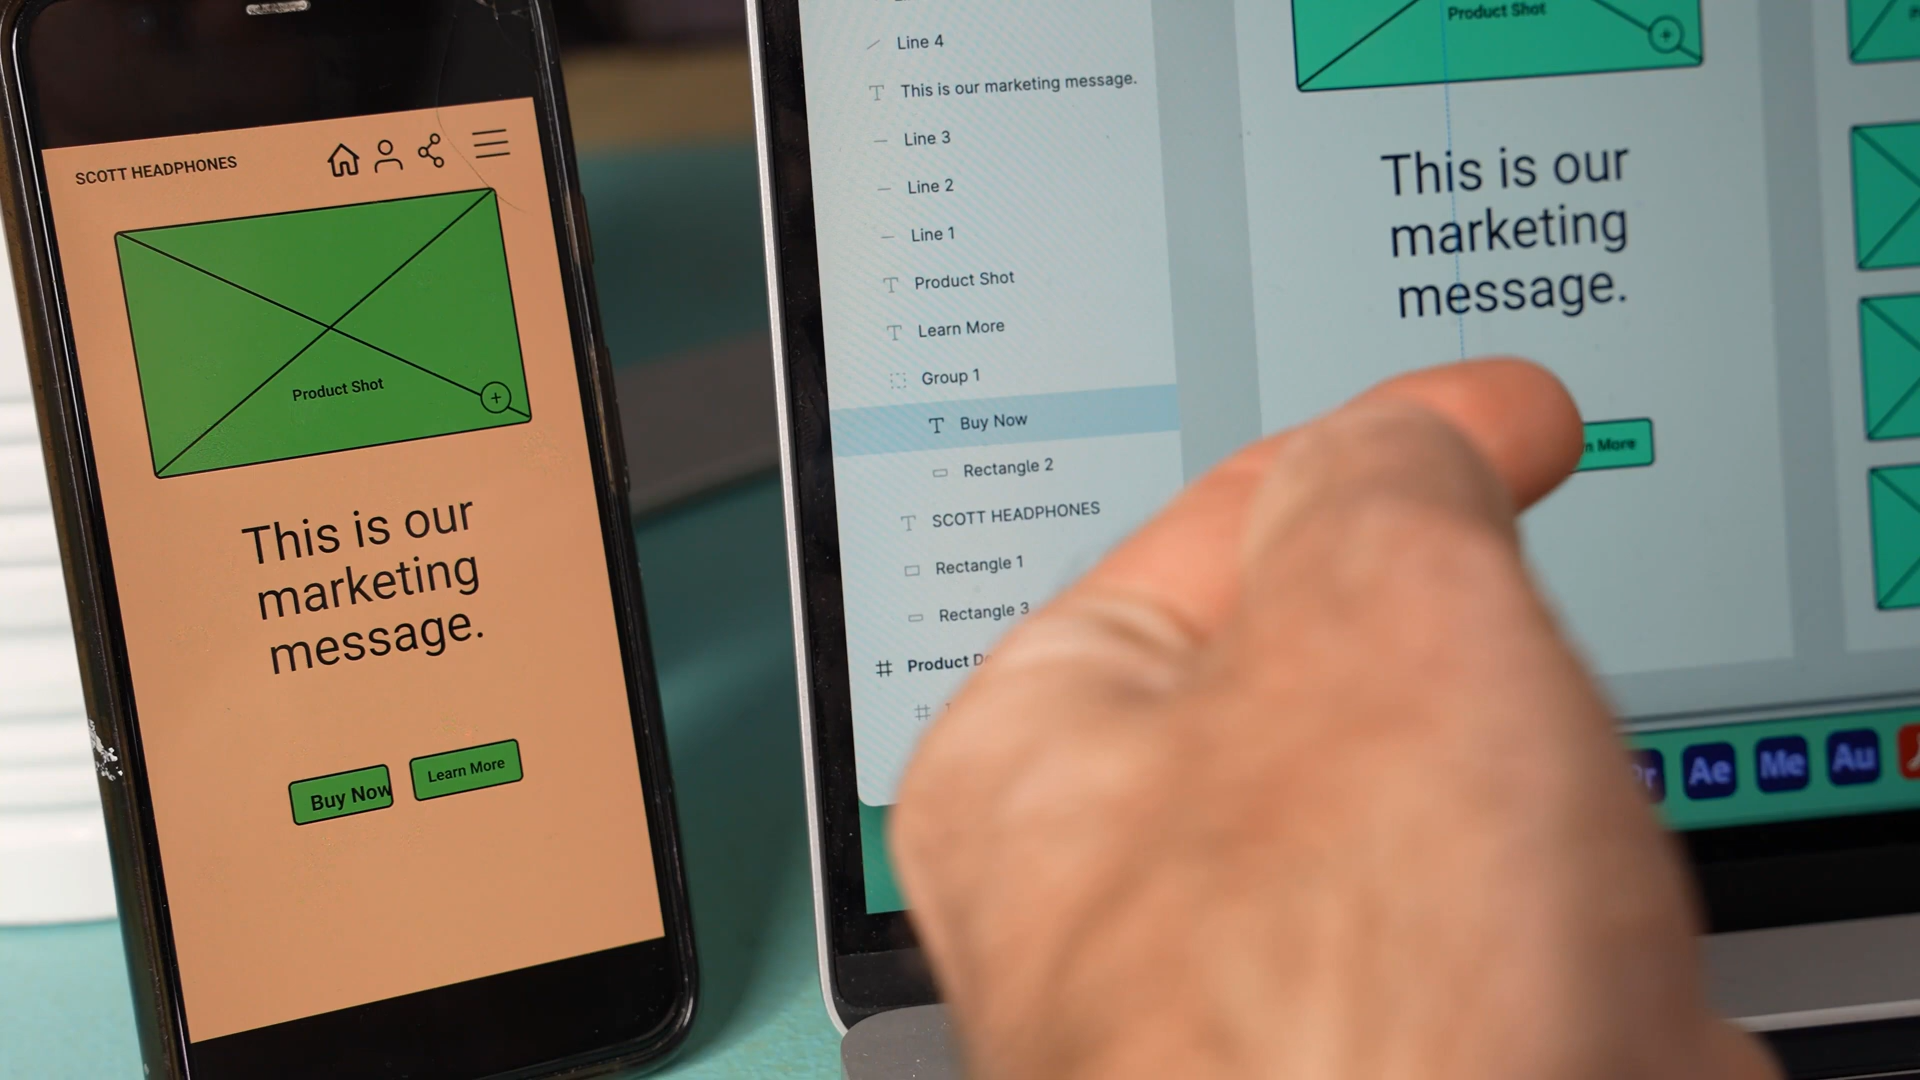 SCOTT HEADPHONES
Product Shot
This is our
marketing
message.
Buy Now
Learn More
Line 4
This is our marketing message.
Line 3
Line 2
Line 1
Product Shot
Learn More
Group 1
Buy Now
Rectangle 2
SCOTT HEADPHONES
Rectangle 1
Rectangle 3
Product
Product Shot
This is our
marketing
message.
More
Ae
Me
Au